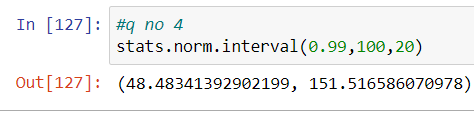 In [127]: #q no 4
stats.norm.interval(0.99,100,20)
Out[127]: (48.48341392902199, 151.516586070978)